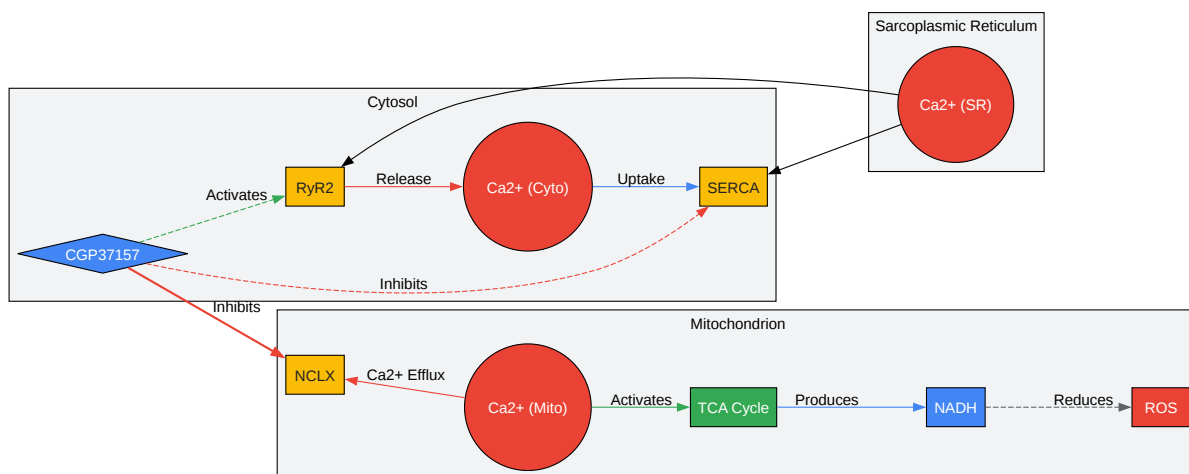 Sarcoplasmic Reticulum
Ca2+ (SR)
Cytosol
RyR2
Release
Ca2+ (Cyto)
Uptake
SERCA
Activates
CGP37157
Inhibits
Inhibits
Mitochondrion
NCLX
Ca2+ Efflux
Ca2+ (Mito)
Activates
TCA Cycle
Produces
NADH
Reduces
ROS